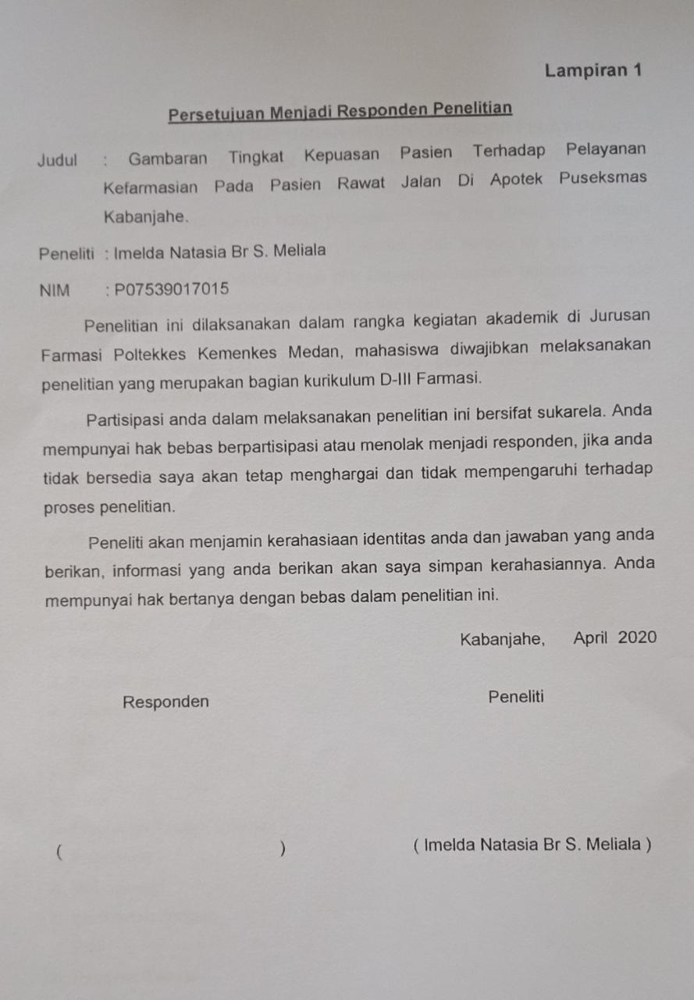 Lampiran 1
Persetujuan Menjadi Responden Penelitian
Judul : Gambaran Tingkat Kepuasan Pasien Terhadap Pelayanan
Kefarmasian Pada Pasien Rawat Jalan Di Apotek Puseksmas
Kabanjahe.
Peneliti : Imelda Natasia Br S. Meliala
NIM : P07539017015
Penelitian ini dilaksanakan dalam rangka kegiatan akademik di Jurusan
Farmasi Poltekkes Kemenkes Medan, mahasiswa diwajibkan melaksanakan
penelitian yang merupakan bagian kurikulum D-III Farmasi.
Partisipasi anda dalam melaksanakan penelitian ini bersifat sukarela. Anda
mempunyai hak bebas berpartisipasi atau menolak menjadi responden, jika anda
tidak bersedia saya akan tetap menghargai dan tidak mempengaruhi terhadap
proses penelitian.
Peneliti akan menjamin kerahasiaan identitas anda dan jawaban yang anda
berikan, informasi yang anda berikan akan saya simpan kerahasiannya. Anda
mempunyai hak bertanya dengan bebas dalam penelitian ini.
Kabanjahe, April 2020
Responden Peneliti
( ) ( Imelda Natasia Br S. Meliala )